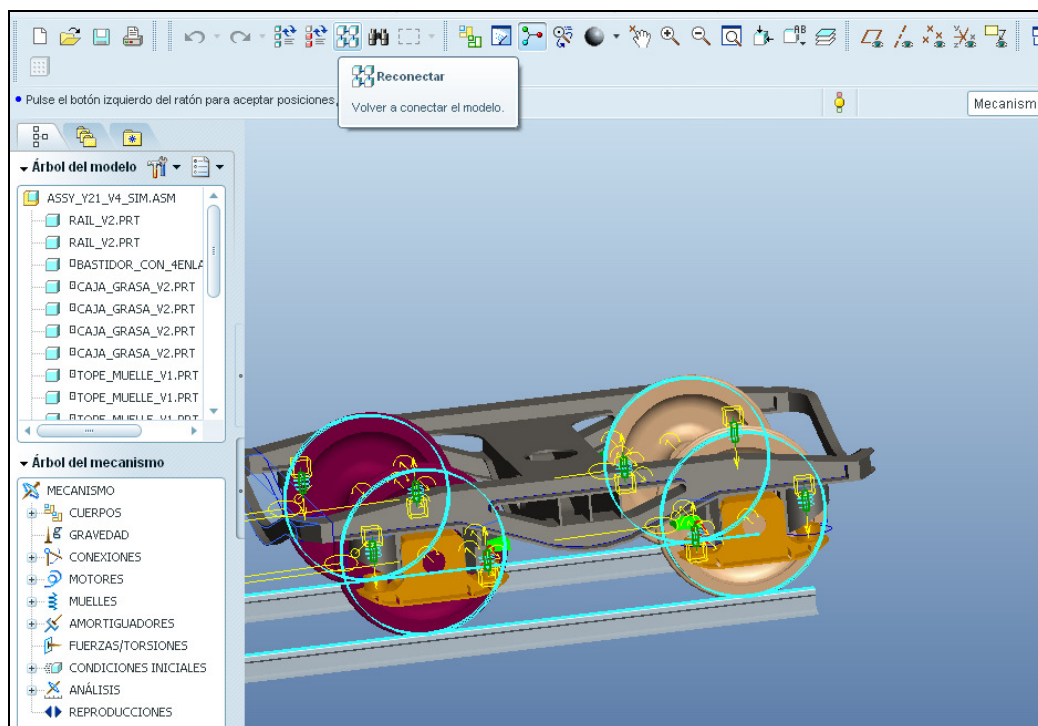 Reconectar
Volver a conectar el modelo.
Pulse el botón izquierdo del ratón para aceptar posiciones
Mecanism
Árbol del modelo
ASSY_Y21_V4_SIM.ASM
RAIL_V2.PRT
RAIL_V2.PRT
BASTIDOR_CON_4ENLA
CAJA_GRASA_V2.PRT
CAJA_GRASA_V2.PRT
CAJA_GRASA_V2.PRT
CAJA_GRASA_V2.PRT
TOPE_MUELLE_V1.PRT
TOPE_MUELLE_V1.PRT
TOPE_MUELLE_V1.PRT
Árbol del mecanismo
MECANISMO
CUERPOS
GRAVEDAD
CONEXIONES
MOTORES
MUELLES
AMORTIGUADORES
FUERZAS/TORSIONES
CONDICIONES INICIALES
ANÁLISIS
REPRODUCCIONES